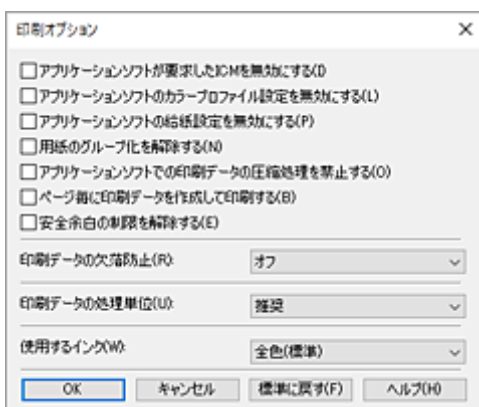 印刷オプション
アプリケーションソフトが要求したICMを無効にする(I
アプリケーションソフトのカラープロファイル設定を無効にする(L)
アプリケーションソフトの給紙設定を無効にする(P)
用紙のグループ化を解除する(N)
アプリケーションソフトでの印刷データの圧縮処理を禁止する(O)
ページ毎に印刷データを作成して印刷する(B)
安全余白の制限を解除する(E)
印刷データの欠落防止(R): オフ
印刷データの処理単位(U): 推奨
使用するインク(W): 全色(標準)
OK キャンセル 標準に戻す(F) ヘルプ(H)